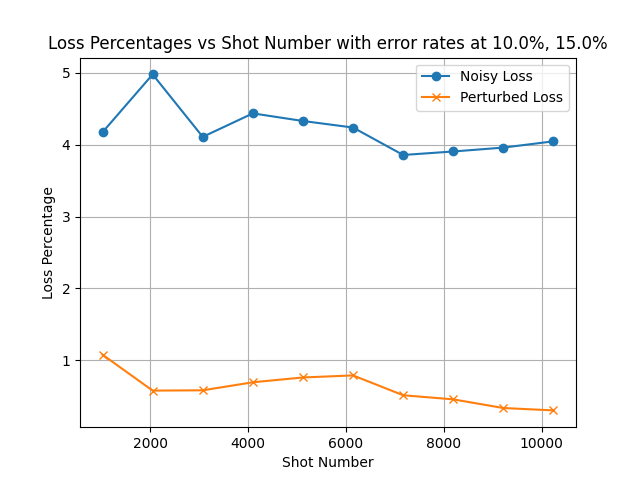 Loss Percentages vs Shot Number with error rates at 10.0%, 15.0%
Noisy Loss
Perturbed Loss
Loss Percentage
5
4
3
2
1
2000 4000 6000 8000 10000
Shot Number